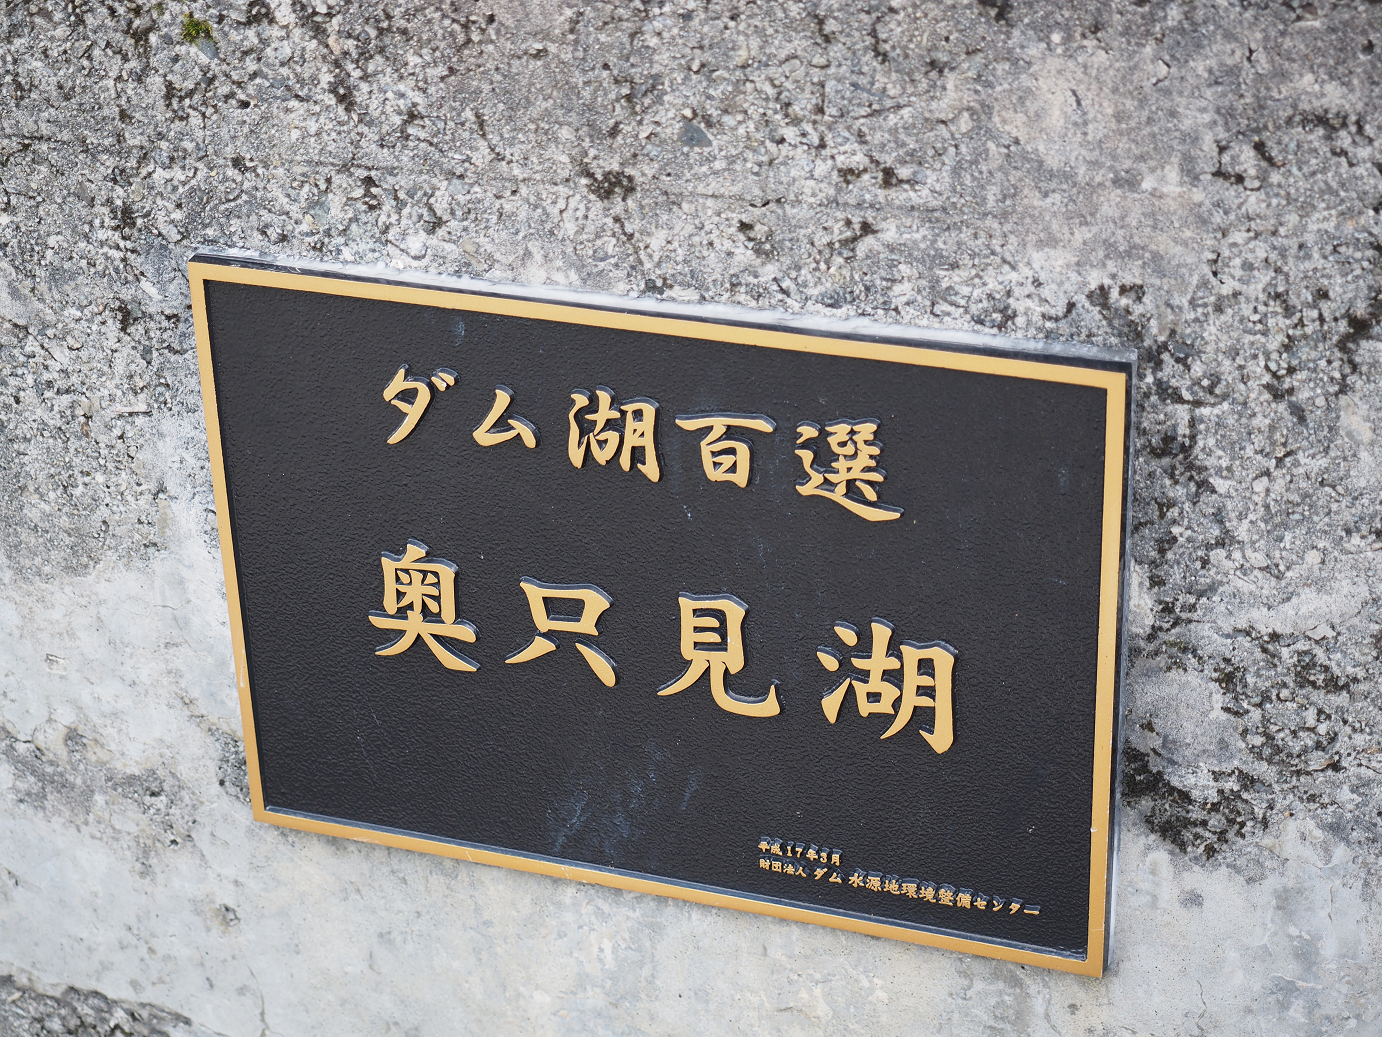 ダム湖百選
奥只見湖
平成17年3月
財団法人 ダム水源地環境整備センター